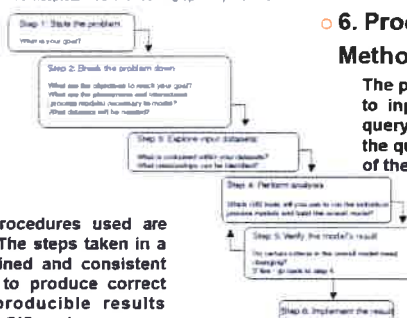 Step 1: State the problem
What is your goal?
Step 2: Break the problem down
What are the objectives to reach your goal?
What are the phenomena and interactions
(process models) necessary to model?
What datasets will be needed?
Step 3: Explore input datasets
What is contained within your datasets?
What relationships can be identified?
Step 4: Perform analysis
Which GIS tools will you use to run the individual
process models and build the overall model?
Step 5: Verify the model's result
Do certain criteria in the overall model need
changing?
If Yes - go back to step 4
Step 6: Implement the result
6. Pro
Metho
The p
to in
query
the qu
of the
rocedures used are
The steps taken in a
ined and consistent
to produce correct
roducible results